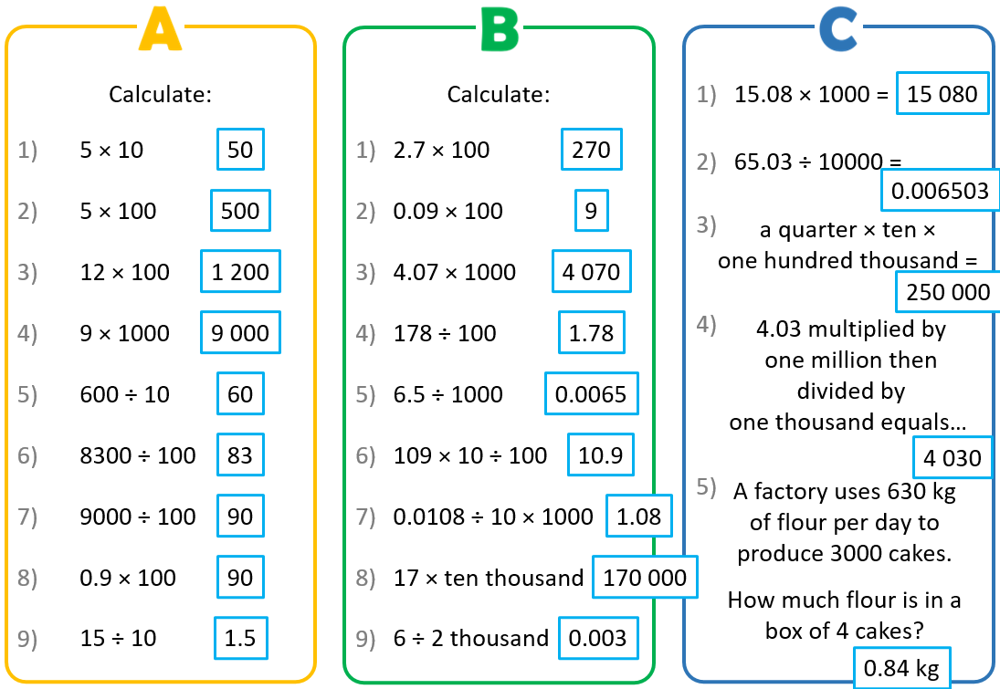 A
Calculate:
1) 5 × 10 50
2) 5 × 100 500
3) 12 × 100 1 200
4) 9 × 1000 9 000
5) 600 ÷ 10 60
6) 8300 ÷ 100 83
7) 9000 ÷ 100 90
8) 0.9 × 100 90
9) 15 ÷ 10 1.5
B
Calculate:
1) 2.7 × 100 270
2) 0.09 × 100 9
3) 4.07 × 1000 4 070
4) 178 ÷ 100 1.78
5) 6.5 ÷ 1000 0.0065
6) 109 × 10 ÷ 100 10.9
7) 0.0108 ÷ 10 × 1000 1.08
8) 17 × ten thousand 170 000
9) 6 ÷ 2 thousand 0.003
C
1) 15.08 × 1000 = 15 080
2) 65.03 ÷ 10000 =
0.006503
3) a quarter × ten ×
one hundred thousand =
250 000
4) 4.03 multiplied by
one million then
divided by
one thousand equals...
4 030
5) A factory uses 630 kg
of flour per day to
produce 3000 cakes.
How much flour is in a
box of 4 cakes?
0.84 kg